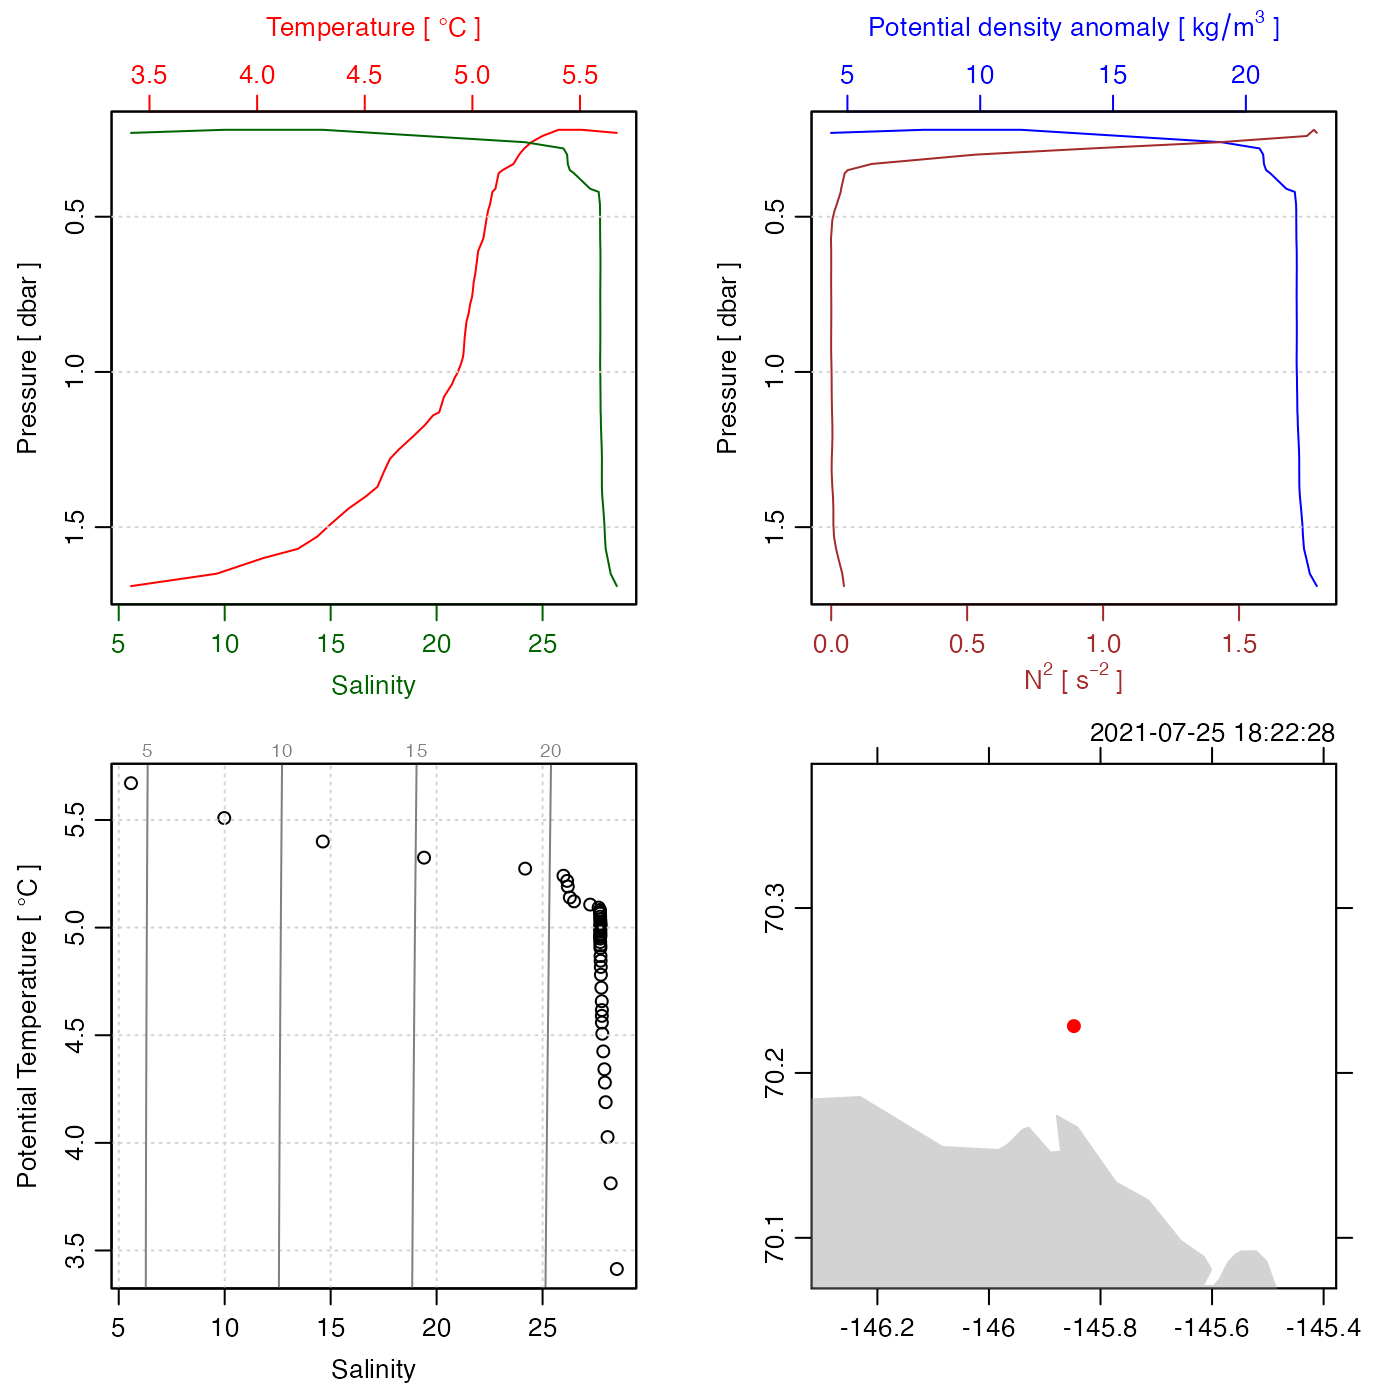 Temperature [ °C ]
3.5 4.0 4.5 5.0 5.5
Pressure [ dbar ]
0.5
1.0
1.5
5 10 15 20 25
Salinity
Potential density anomaly [ kg/m³ ]
5 10 15 20
Pressure [ dbar ]
0.5
1.0
1.5
0.0 0.5 1.0 1.5
N² [ s⁻² ]
5 10 15 20
Potential Temperature [ °C ]
5.5
5.0
4.5
4.0
3.5
5 10 15 20 25
Salinity
2021-07-25 18:22:28
70.3
70.2
70.1
-146.2 -146 -145.8 -145.6 -145.4